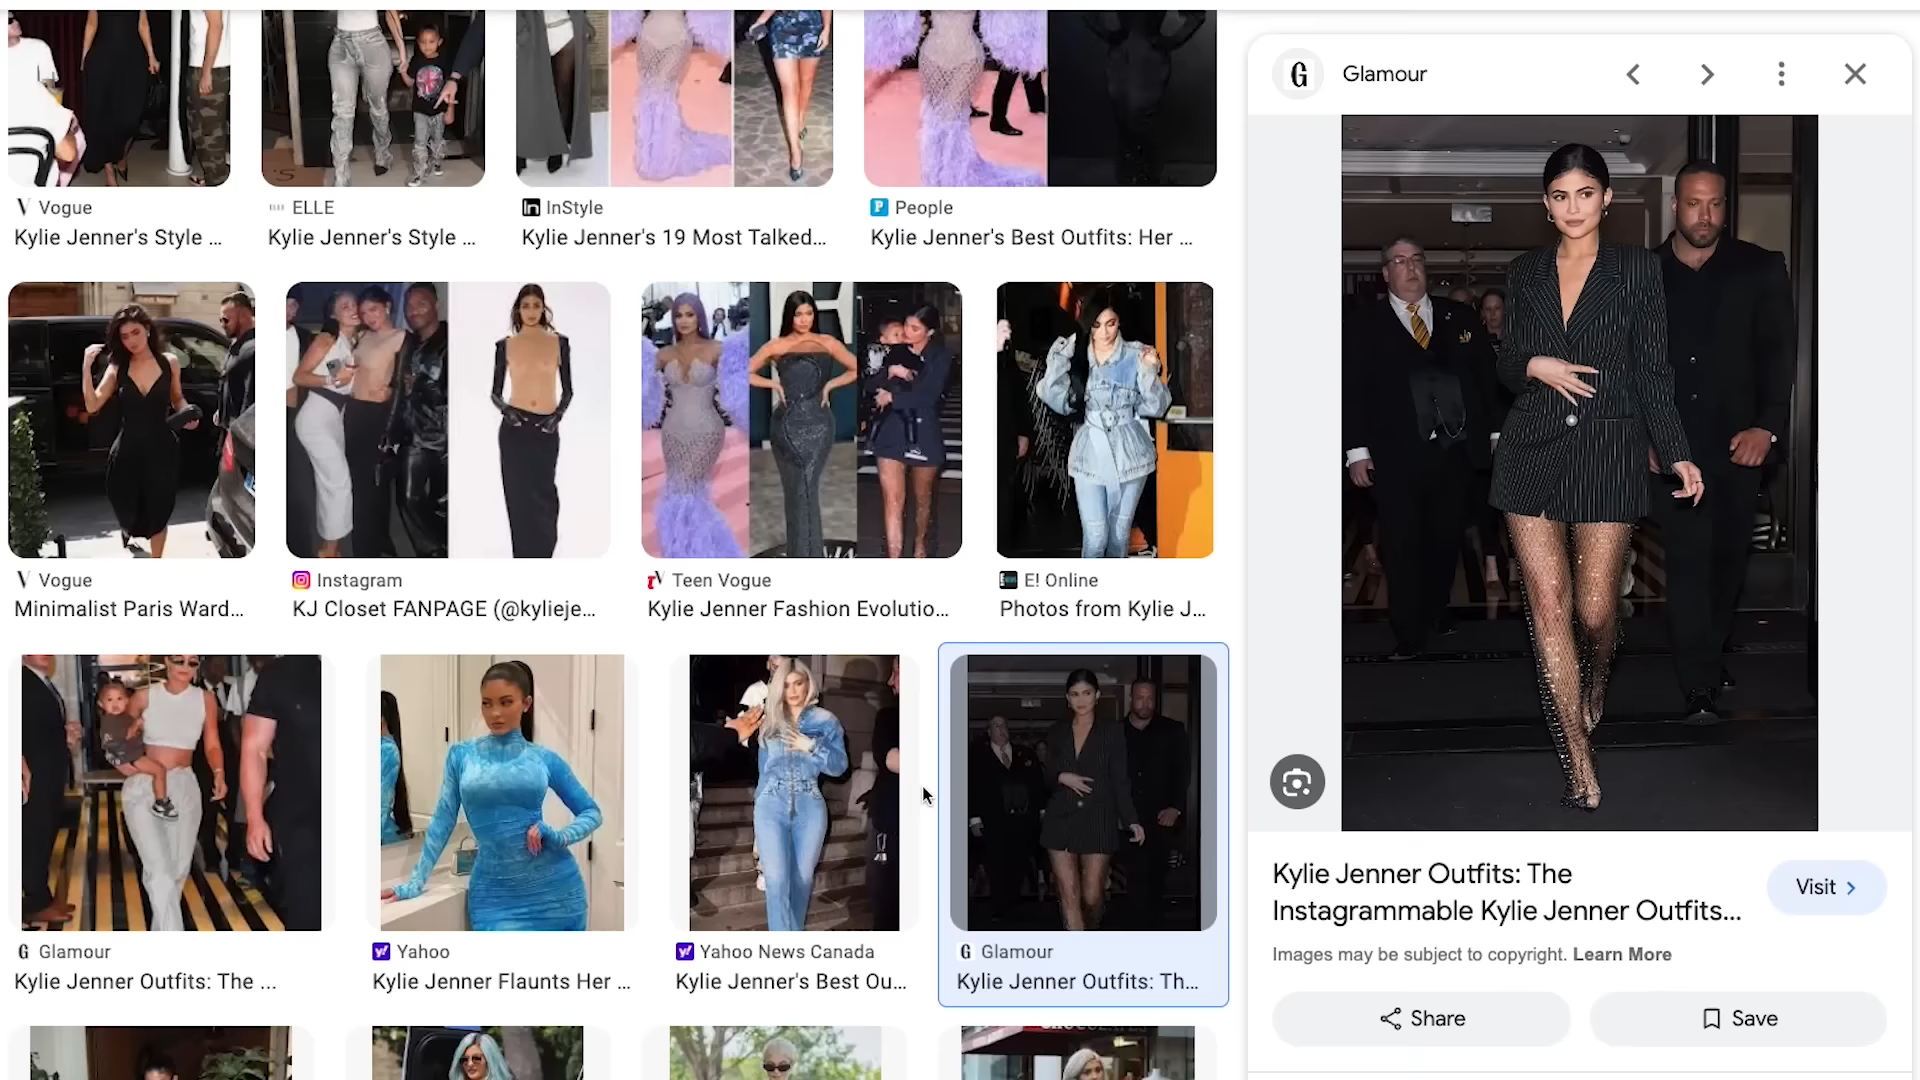 Vogue
Kylie Jenner's Style ...
ELLE
Kylie Jenner's Style ...
InStyle
Kylie Jenner's 19 Most Talked...
People
Kylie Jenner's Best Outfits: Her ...
Vogue
Minimalist Paris Ward...
Instagram
KJ Closet FANPAGE (@kylieje...
Teen Vogue
Kylie Jenner Fashion Evolutio...
E! Online
Photos from Kylie J...
Glamour
Kylie Jenner Outfits: The ...
Yahoo
Kylie Jenner Flaunts Her ...
Yahoo News Canada
Kylie Jenner's Best Ou...
Glamour
Kylie Jenner Outfits: Th...
G Glamour
Kylie Jenner Outfits: The
Instagrammable Kylie Jenner Outfits...
Visit
Images may be subject to copyright. Learn More
Share
Save